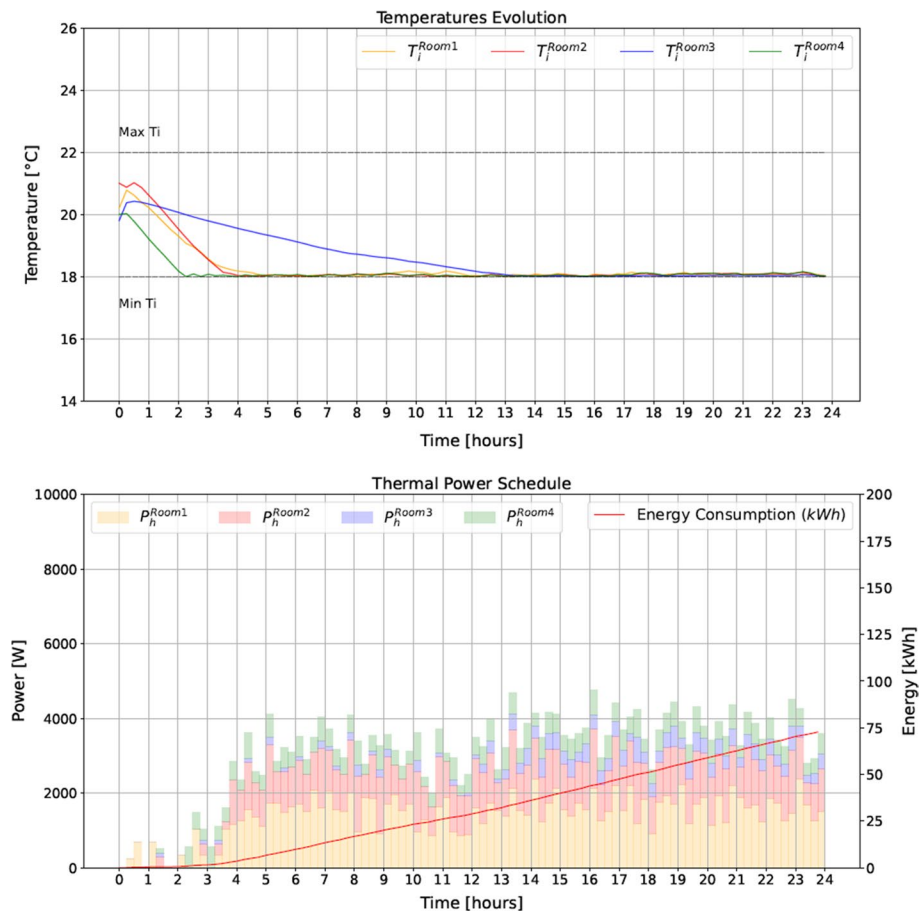 Temperatures Evolution
26
24
22
20
18
16
14
Temperature [°C]
T_i^{Room1} T_i^{Room2} T_i^{Room3} T_i^{Room4}
Max Ti
Min Ti
0 1 2 3 4 5 6 7 8 9 10 11 12 13 14 15 16 17 18 19 20 21 22 23 24
Time [hours]
Thermal Power Schedule
10000
8000
6000
4000
2000
0
Power [W]
P_h^{Room1} P_h^{Room2} P_h^{Room3} P_h^{Room4}
Energy Consumption (kWh)
200
175
150
125
100
75
50
25
0
Energy [kWh]
0 1 2 3 4 5 6 7 8 9 10 11 12 13 14 15 16 17 18 19 20 21 22 23 24
Time [hours]